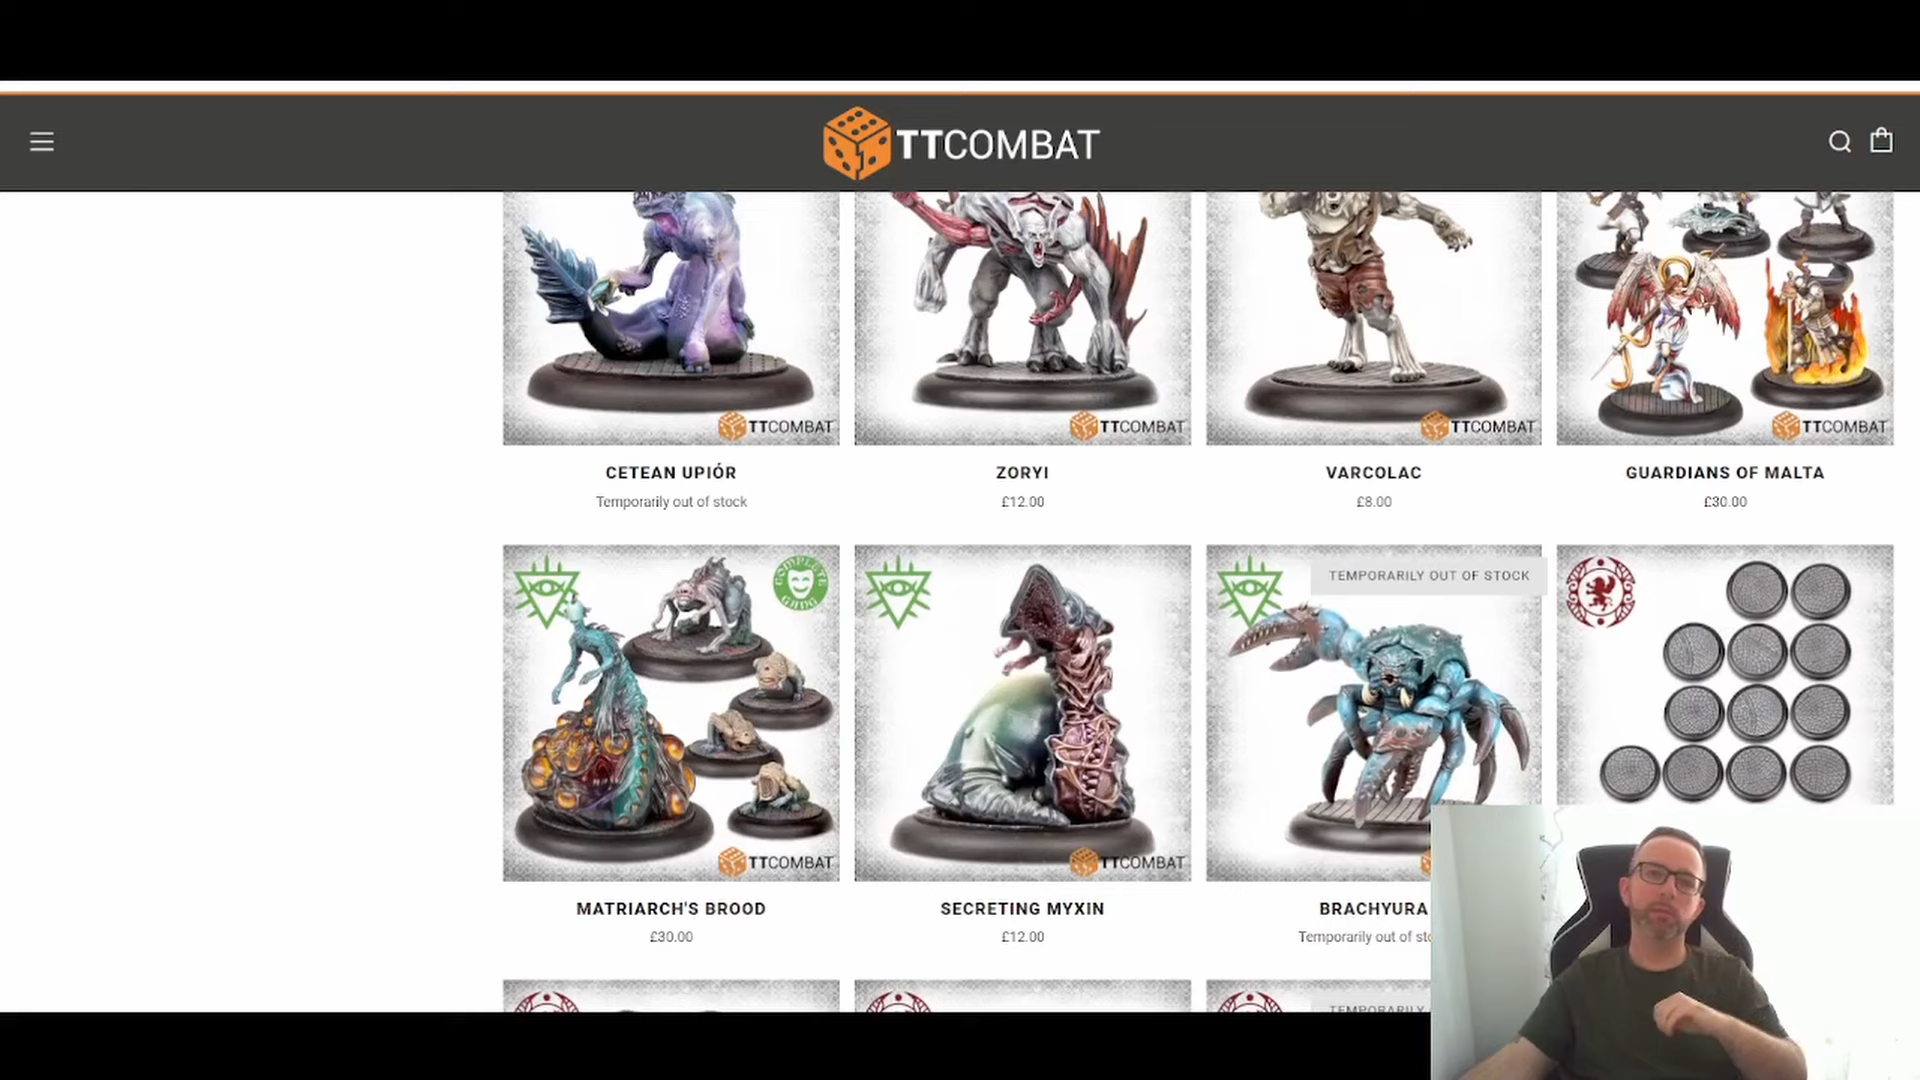 TTCOMBAT
TTCOMBAT
TTCOMBAT
TTCOMBAT
TTCOMBAT
CETEAN UPIÓR
Temporarily out of stock
ZORYI
£12.00
VARCOLAC
£8.00
GUARDIANS OF MALTA
£30.00
COMPLETE
TEMPORARILY OUT OF STOCK
TTCOMBAT
TTCOMBAT
MATRIARCH'S BROOD
£30.00
SECRETING MYXIN
£12.00
BRACHYURA
Temporarily out of
TEMPORARILY